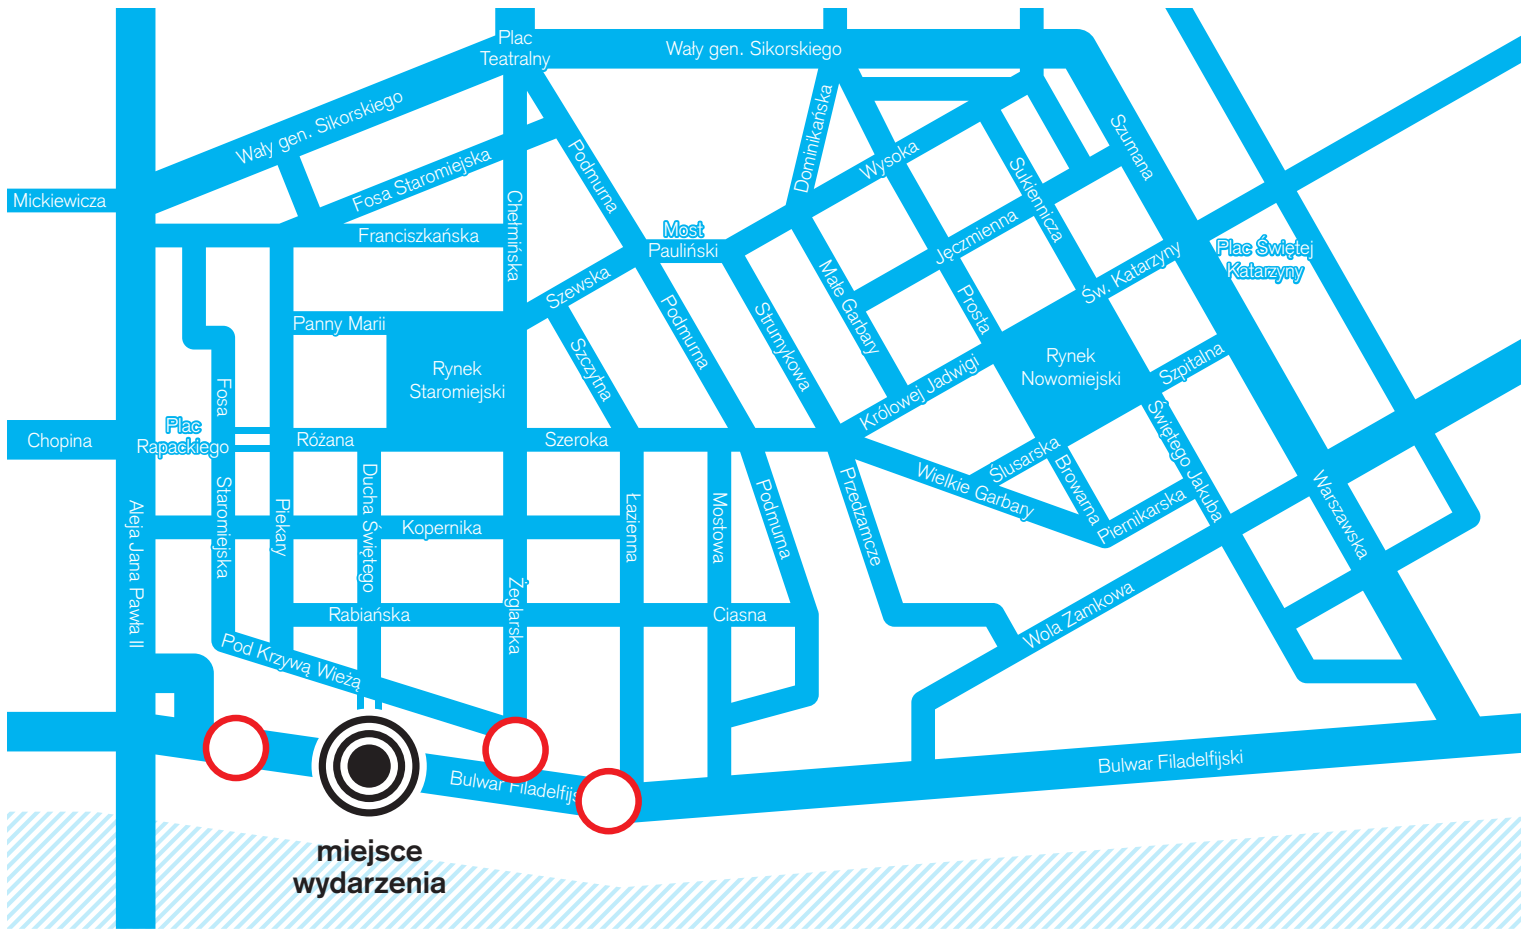 Plac
Teatralny
Wały gen. Sikorskiego
Wały gen. Sikorskiego
Dominikańska
Szumana
Podmurna
Wysoka
Fosa Staromiejska
Sukiennicza
Mickiewicza
Chełmińska
Franciszkańska
Most
Pauliński
Jęczmienna
Plac Świętej
Katarzyny
Św. Katarzyny
Szewska
Małe Garbary
Prosta
Panny Marii
Podmurna
Strumykowa
Szczytna
Rynek
Staromiejski
Rynek
Nowomiejski
Szpitalna
Królowej Jadwigi
Fosa
Staromiejska
Plac
Rapackiego
Chopina
Różana
Szeroka
Świętego Jakuba
Ślusarska
Browarna
Wielkie Garbary
Piernikarska
Przedzamcze
Warszawska
Ducha Świętego
Piekary
Aleja Jana Pawła II
Kopernika
Łazienna
Mostowa
Podmurna
Rabiańska
Żeglarska
Ciasna
Wola Zamkowa
Pod Krzywą Wieżą
Bulwar Filadelfijs
Bulwar Filadelfijski
miejsce
wydarzenia